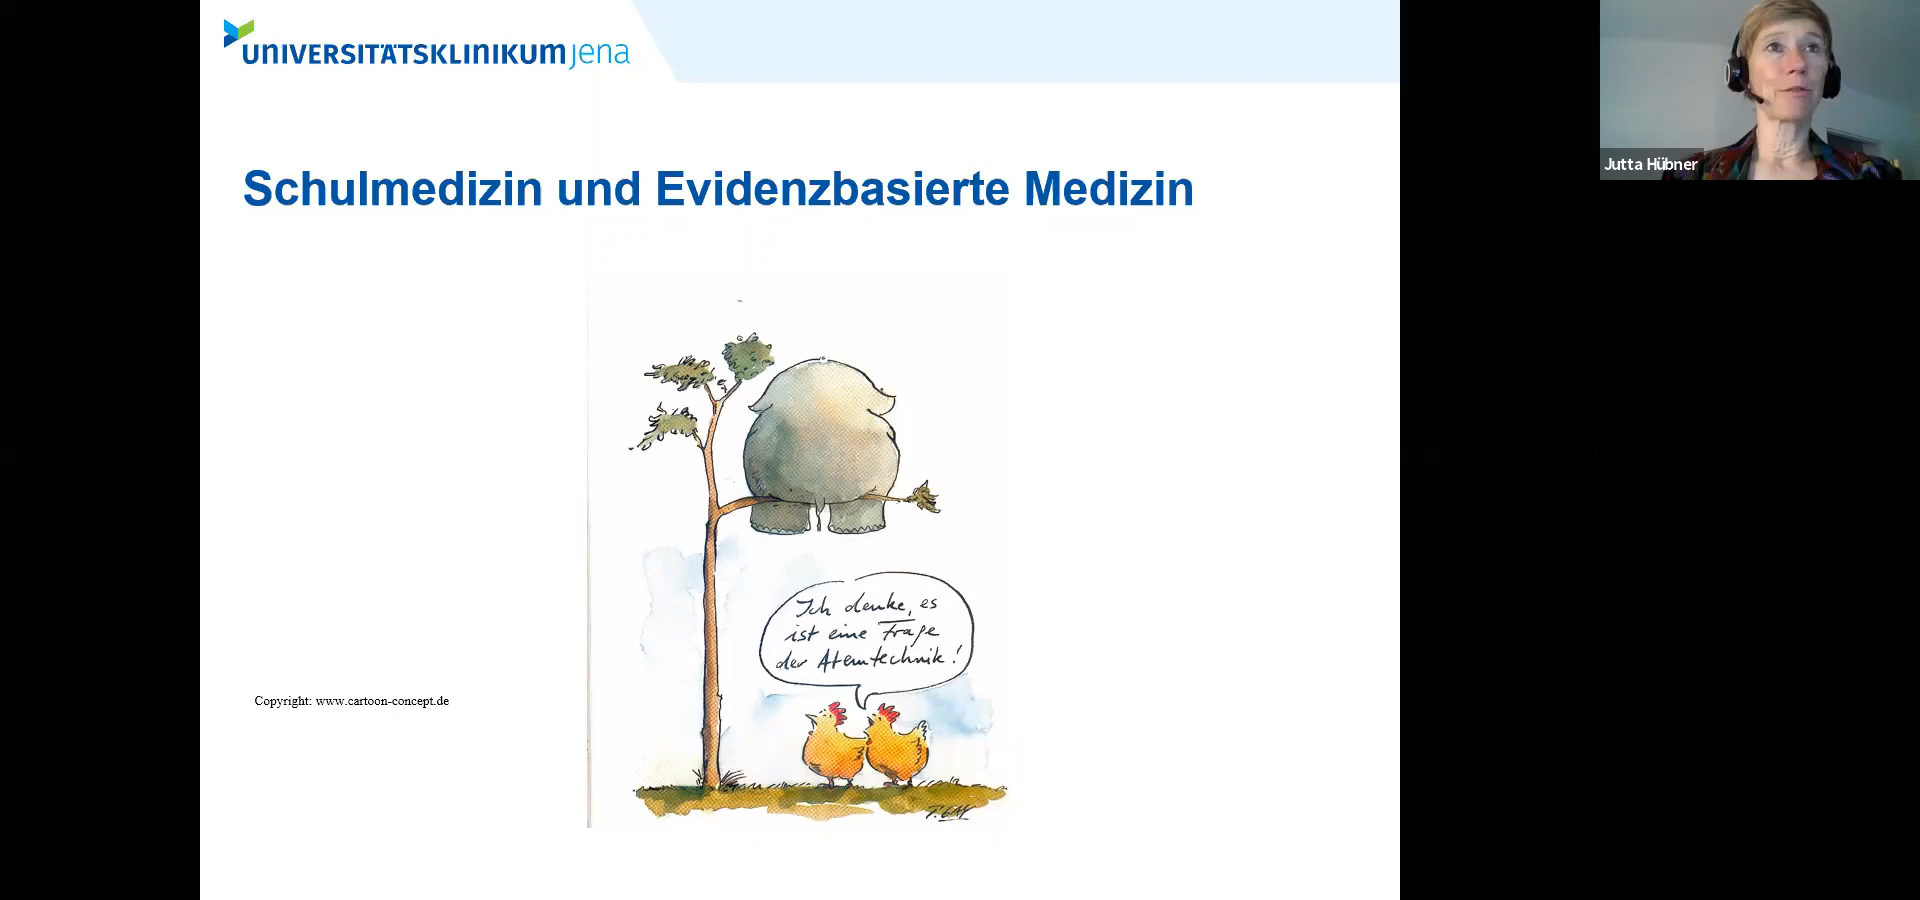 UNIVERSITÄTSKLINIKUM jena
Jutta Hübner
Schulmedizin und Evidenzbasierte Medizin
Ich denke, es
ist eine Frage
der Atemtechnik!
Copyright: www.cartoon-concept.de